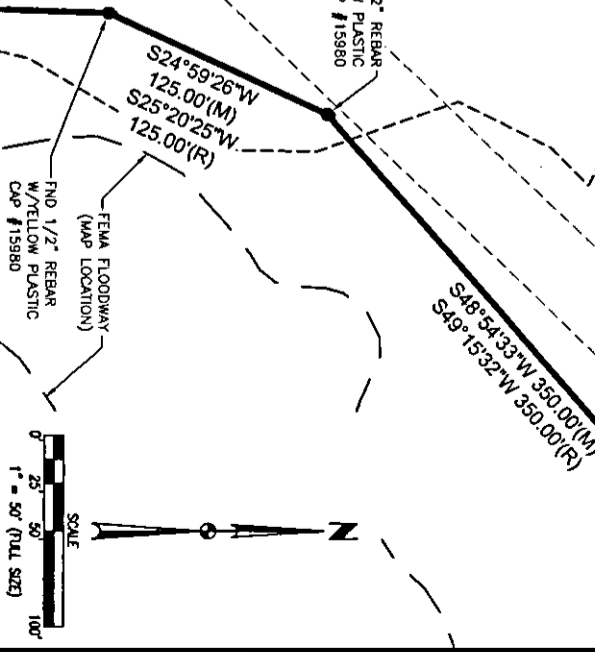 2" REBAR
PLASTIC
#15980
S24°59'26"W
125.00'(M)
S25°20'25"W
125.00'(R)
S48°54'33"W 350.00'(M)
S49°15'32"W 350.00'(R)
FEMA FLOODWAY
(MAP LOCATION)
FND 1/2" REBAR
W/YELLOW PLASTIC
CAP #15980
N
SCALE
0' 25' 50' 100'
1" = 50' (FULL SIZE)